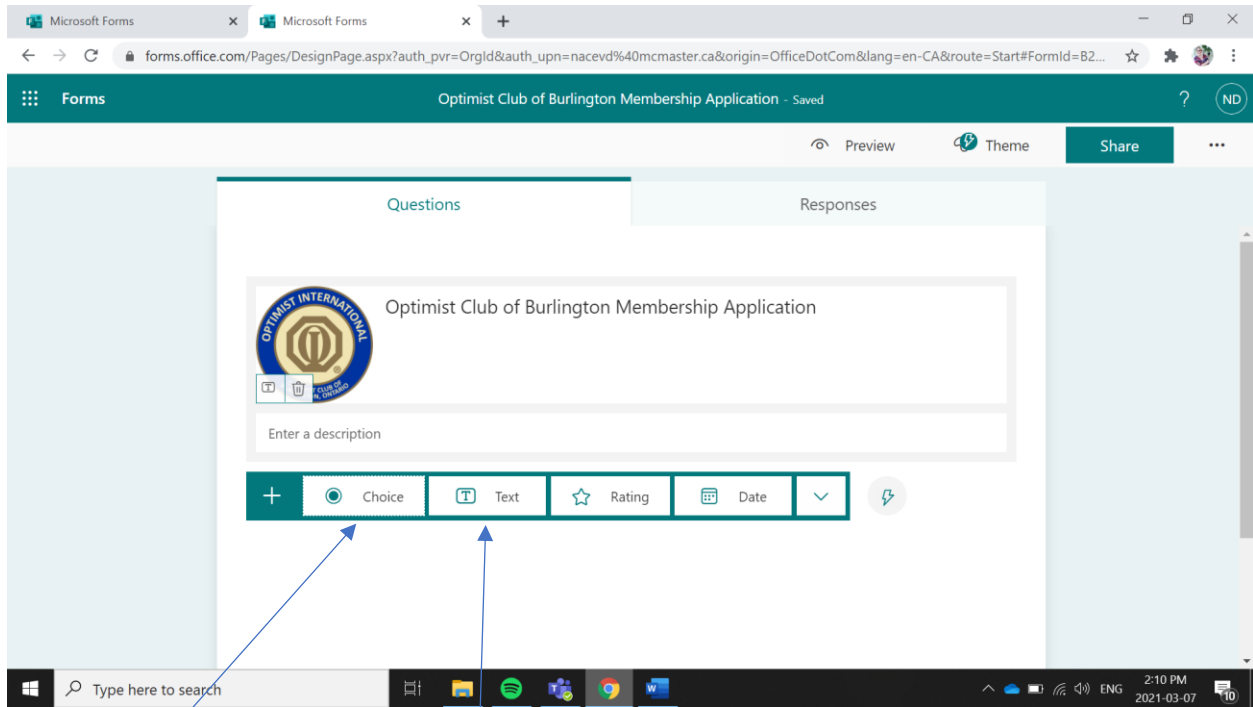 Microsoft Forms
Microsoft Forms
forms.office.com/Pages/DesignPage.aspx?auth_pvr=OrgId&auth_upn=nacevd%40mcmaster.ca&origin=OfficeDotCom&lang=en-CA&route=Start#FormId=B2...
Forms
Optimist Club of Burlington Membership Application - Saved
? ND
Preview
Theme
Share
Questions
Responses
OPTIMIST INTERNATIONAL
Optimist Club of Burlington Membership Application
CLUB OF
N, ONTARIO
Enter a description
+ Choice
Text
Rating
Date
Type here to search
ENG
2:10 PM
2021-03-07
10